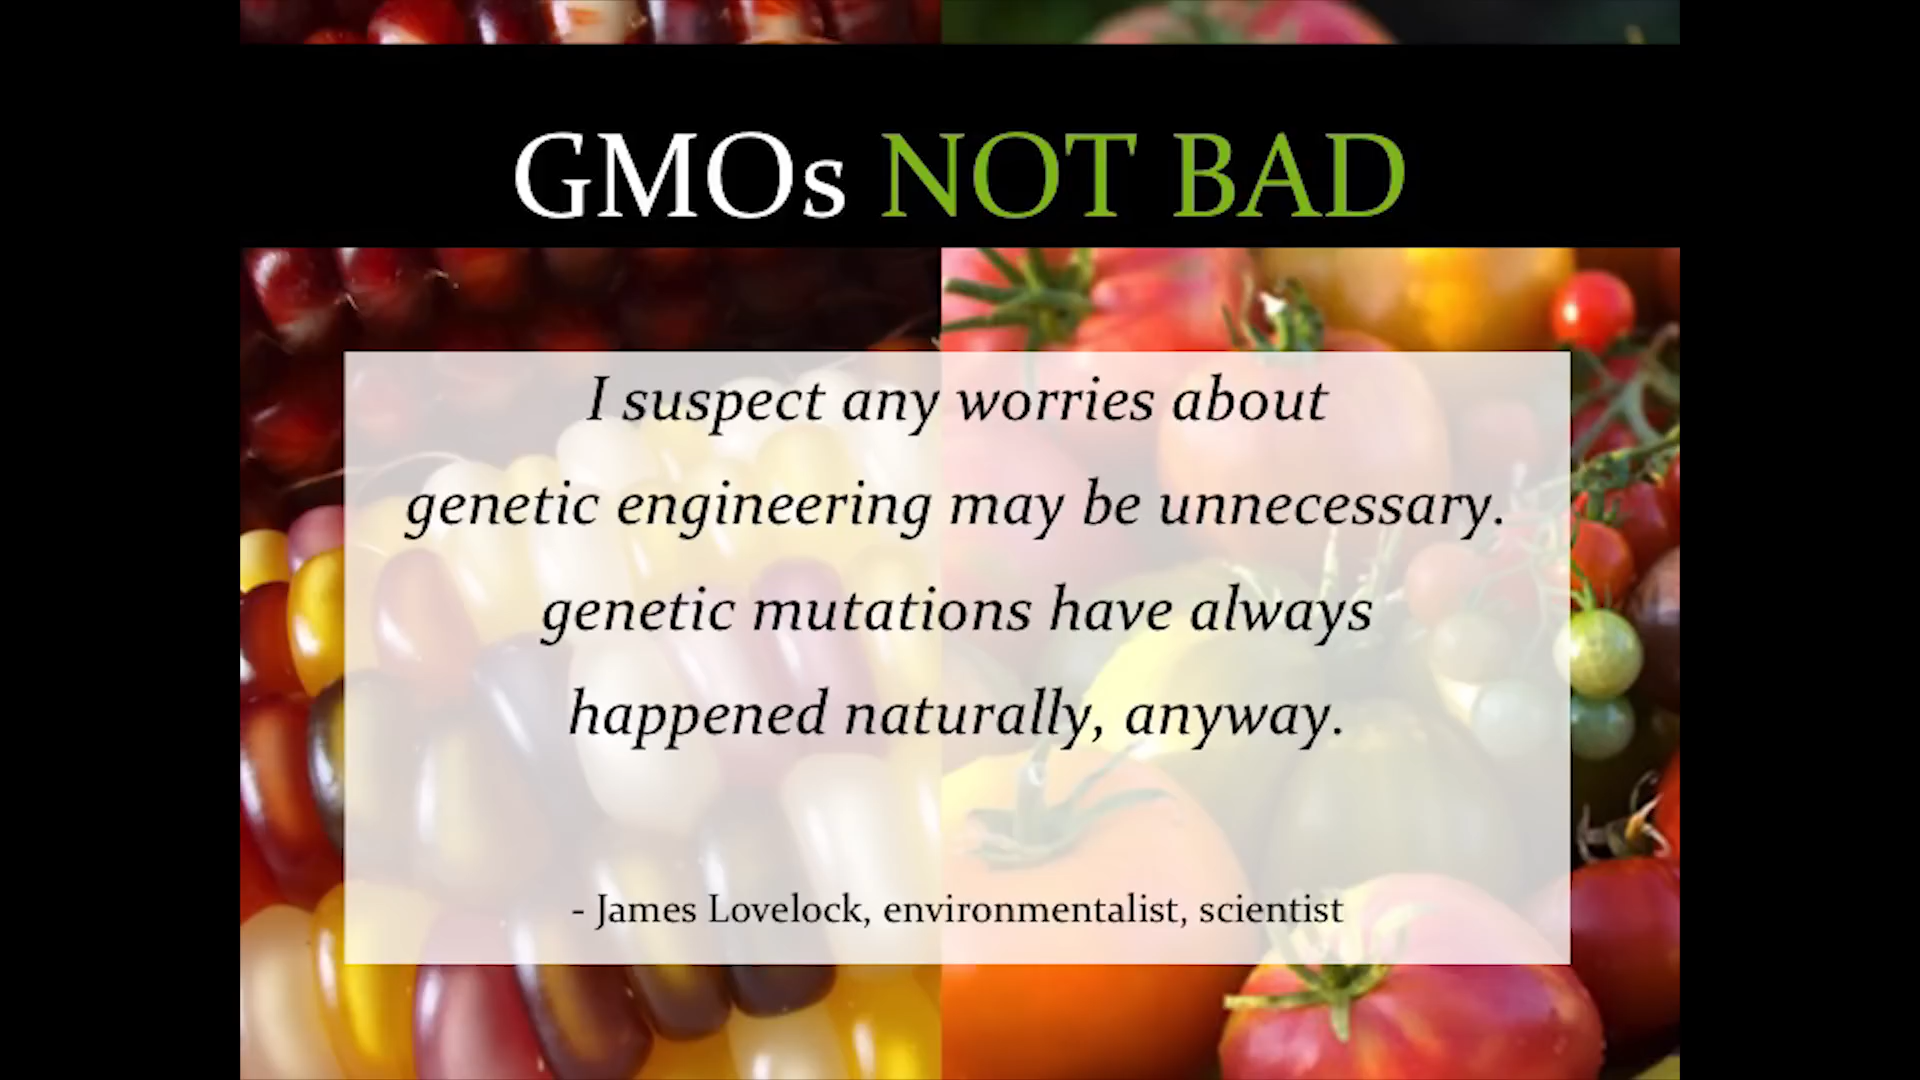 GMOs NOT BAD
I suspect any worries about
genetic engineering may be unnecessary.
genetic mutations have always
happened naturally, anyway.
- James Lovelock, environmentalist, scientist